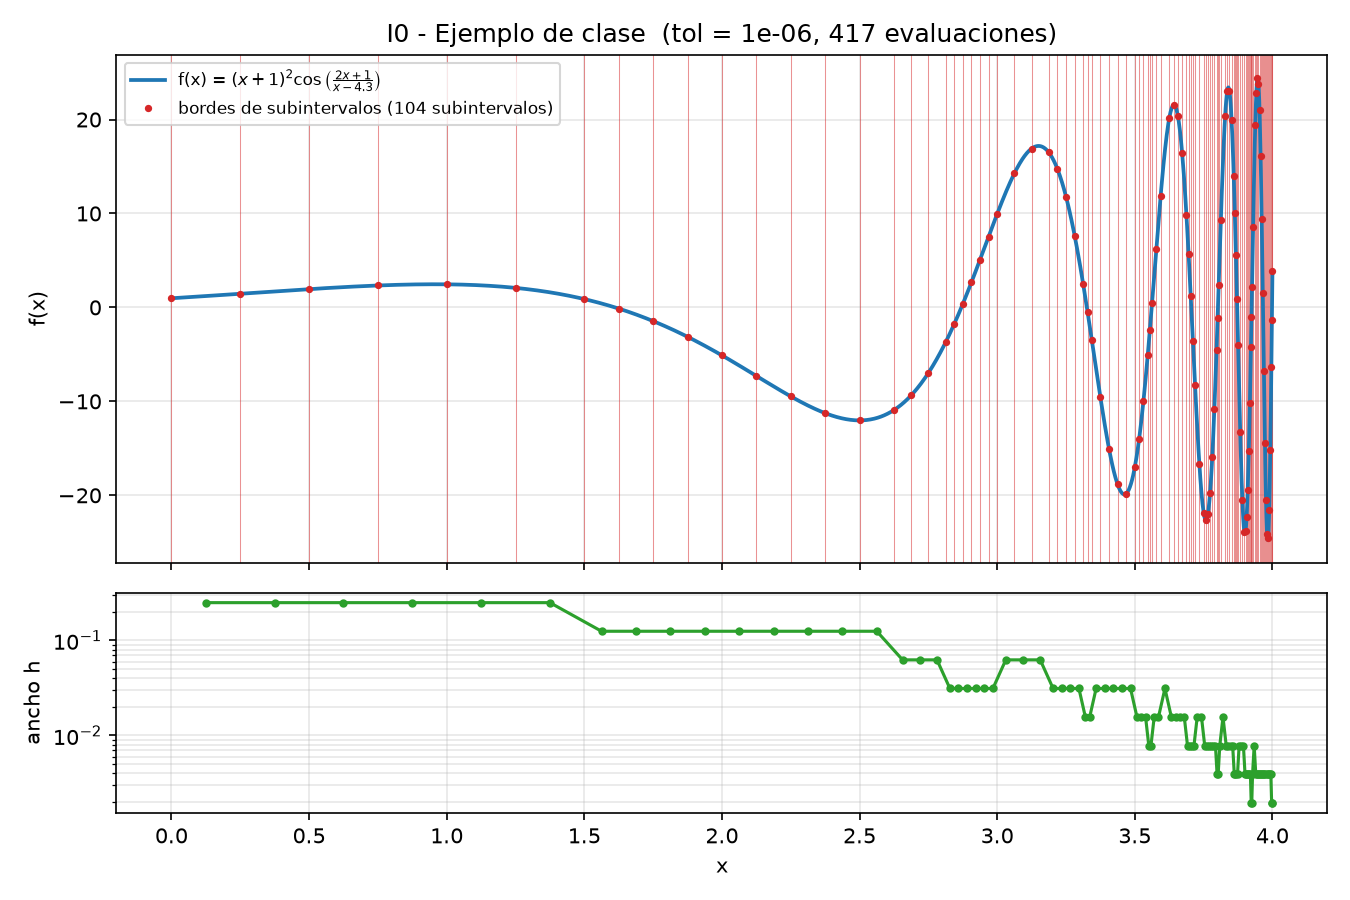 I0 - Ejemplo de clase (tol = 1e-06, 417 evaluaciones)
f(x) = (x + 1)²cos((2x+1)/(x−4.3))
bordes de subintervalos (104 subintervalos)
f(x)
20
10
0
−10
−20
ancho h
10⁻¹
10⁻²
0.0 0.5 1.0 1.5 2.0 2.5 3.0 3.5 4.0
x